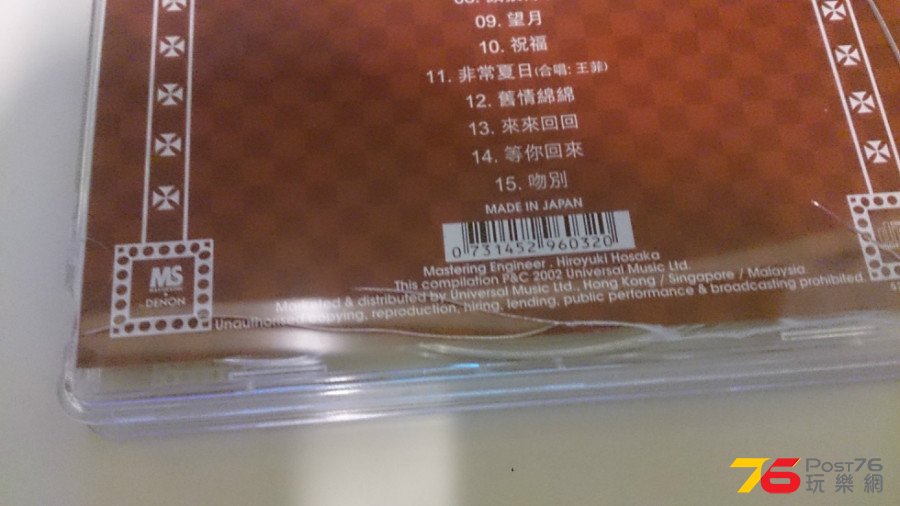 09. 望月
10. 祝福
11. 非常夏日(合唱: 王菲)
12. 舊情綿綿
13. 來來回回
14. 等你回來
15. 吻別
MADE IN JAPAN
0 731452 960320
Mastering Engineer . Hiroyuki Hosaka
This compilation P&C 2002 Universal Music Ltd.
Marketed & distributed by Universal Music Ltd., Hong Kong / Singapore / Malaysia
Unauthorised copying, reproduction, hiring, lending, public performance & broadcasting prohibited.
MS
DENON
76 POST76
玩樂網